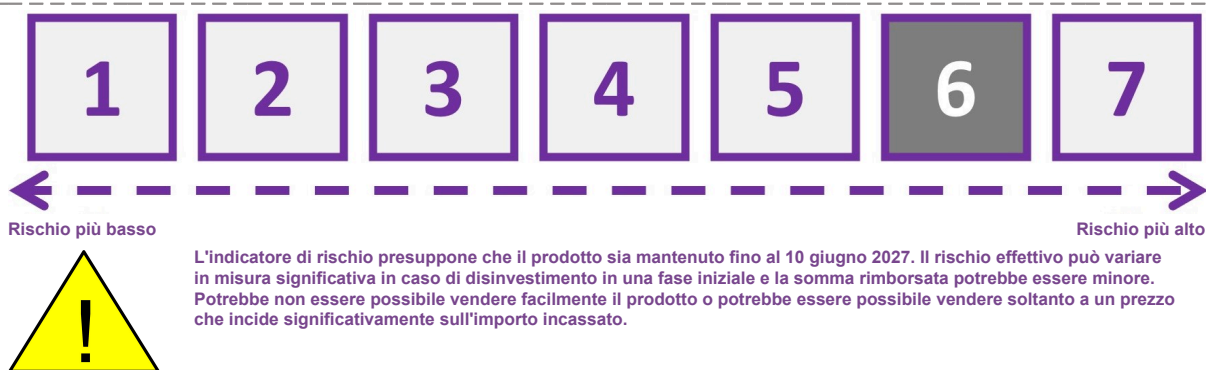 1 2 3 4 5 6 7
Rischio più basso Rischio più alto
!
L'indicatore di rischio presuppone che il prodotto sia mantenuto fino al 10 giugno 2027. Il rischio effettivo può variare
in misura significativa in caso di disinvestimento in una fase iniziale e la somma rimborsata potrebbe essere minore.
Potrebbe non essere possibile vendere facilmente il prodotto o potrebbe essere possibile vendere soltanto a un prezzo
che incide significativamente sull'importo incassato.